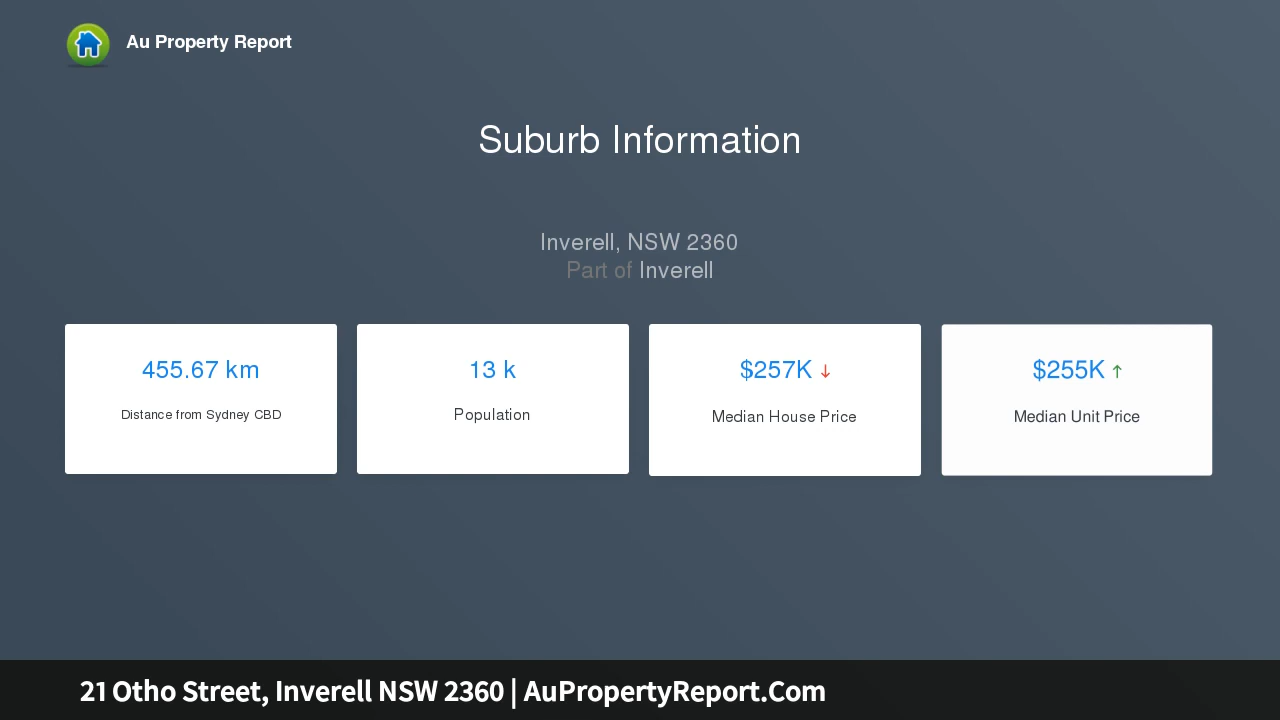 Au Property Report
Suburb Information
Inverell, NSW 2360
Part of Inverell
455.67 km
Distance from Sydney CBD
13 k
Population
$257K ↓
Median House Price
$255K ↑
Median Unit Price
21 Otho Street, Inverell NSW 2360 | AuPropertyReport.Com